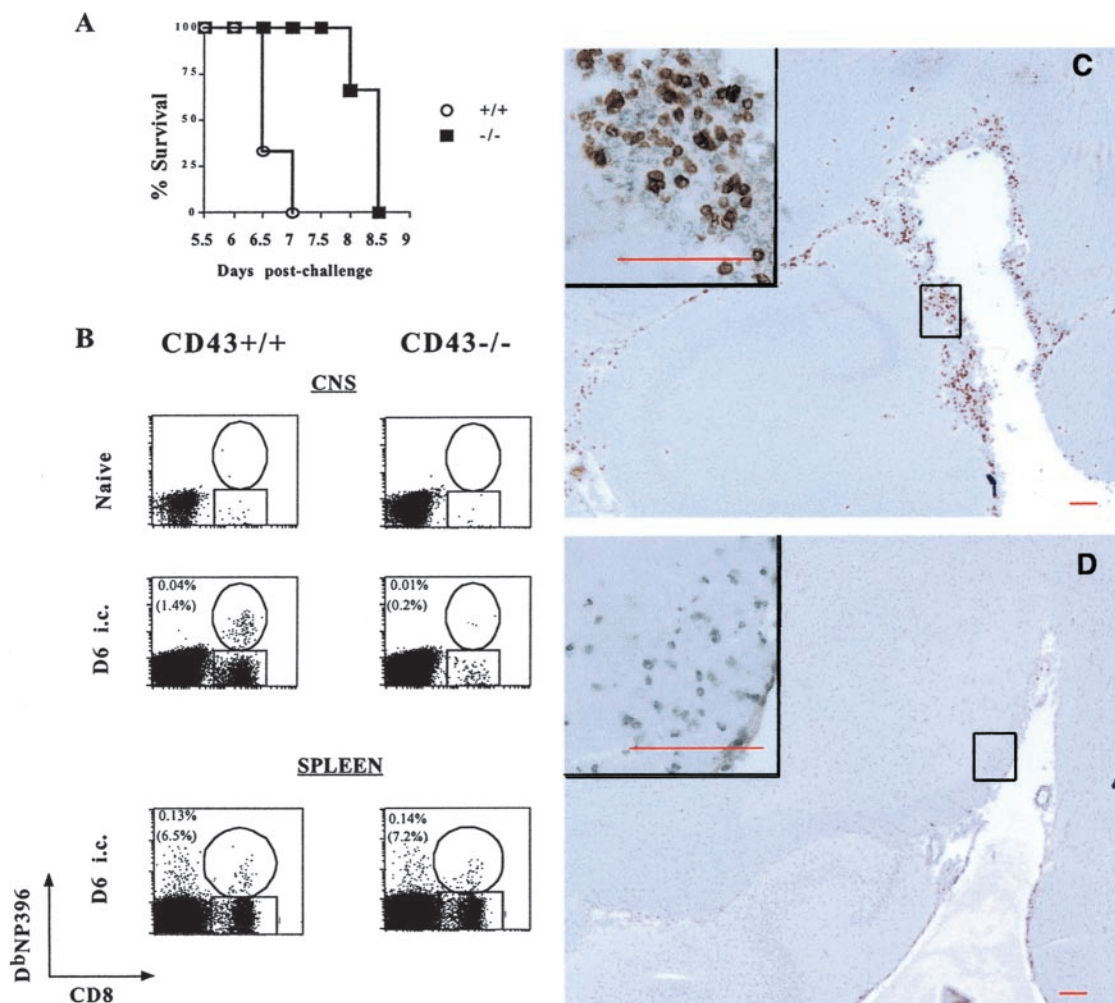 A
100
75
50
25
0
% Survival
5.5 6 6.5 7 7.5 8 8.5 9
Days post-challenge
+/+
-/-
B
CD43+/+ CD43-/-
CNS
Naive
D6 i.c.
0.04%
(1.4%)
0.01%
(0.2%)
SPLEEN
D6 i.c.
0.13%
(6.5%)
0.14%
(7.2%)
DbNP396
CD8
C
D